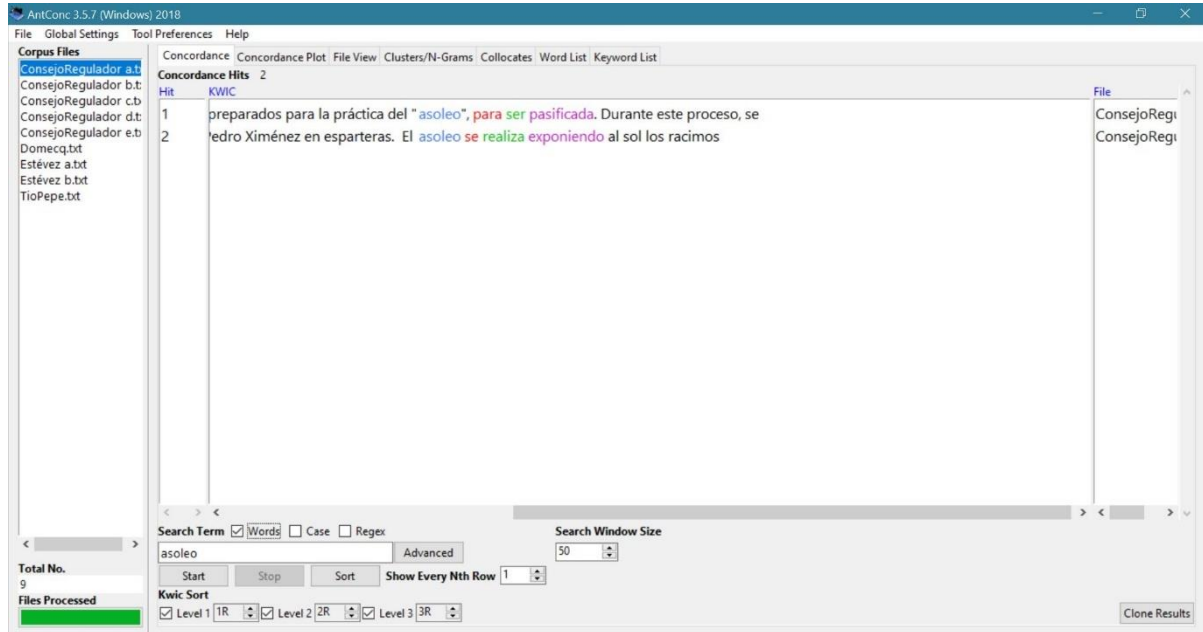 AntConc 3.5.7 (Windows) 2018
File Global Settings Tool Preferences Help
Corpus Files
ConsejoRegulador a.t
ConsejoRegulador b.t
ConsejoRegulador c.t
ConsejoRegulador d.t
ConsejoRegulador e.t
Domecq.txt
Estévez a.txt
Estévez b.txt
TioPepe.txt
Total No.
9
Files Processed
Concordance Concordance Plot File View Clusters/N-Grams Collocates Word List Keyword List
Concordance Hits 2
Hit KWIC File
1 preparados para la práctica del "asoleo", para ser pasificada. Durante este proceso, se ConsejoRegu
2 Pedro Ximénez en esparteras. El asoleo se realiza exponiendo al sol los racimos ConsejoRegu
Search Term Words Case Regex Search Window Size
asoleo Advanced 50
Start Stop Sort Show Every Nth Row 1
Kwic Sort
Level 1 1R Level 2 2R Level 3 3R Clone Results